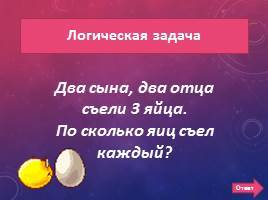 Логическая задача
Два сына, два отца
съели 3 яйца.
По сколько яиц съел
каждый?
Ответ